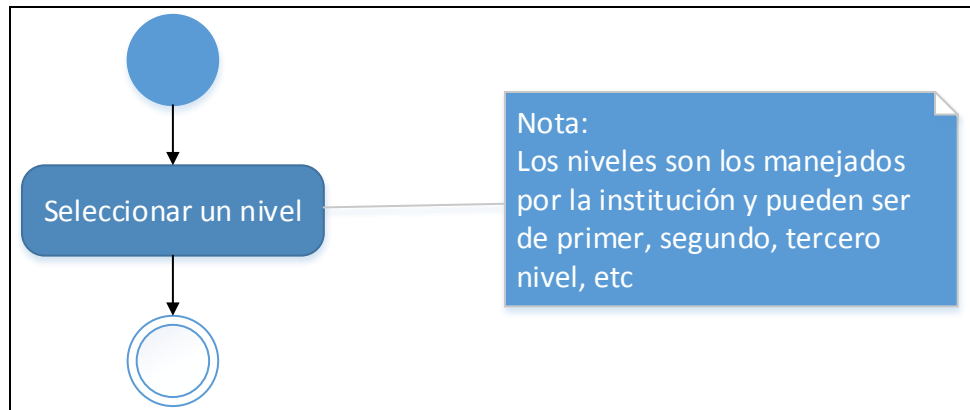 Seleccionar un nivel
Nota:
Los niveles son los manejados
por la institución y pueden ser
de primer, segundo, tercero
nivel, etc